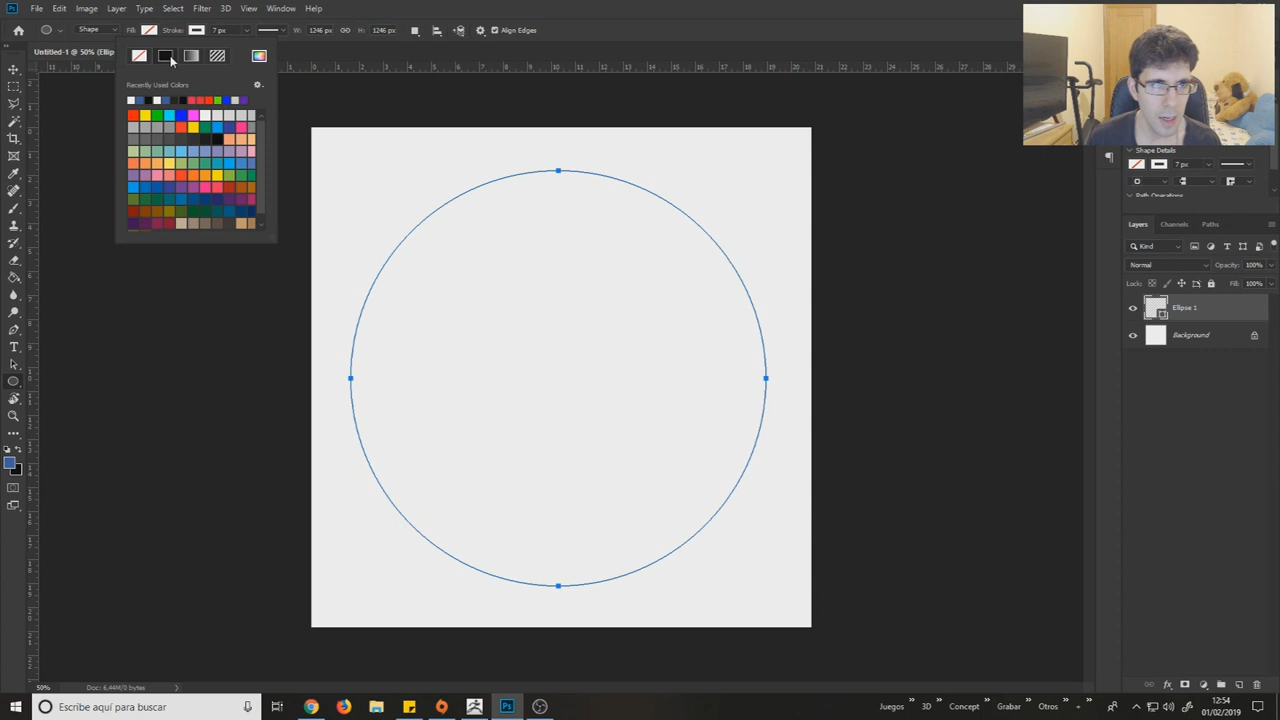 File Edit Image Layer Type Select Filter 3D View Window Help
Shape Fill: Stroke: 7 px W: 1246 px H: 1246 px Align Edges
Untitled-1 @ 50% (Ellip
Recently Used Colors
Shape Details
7 px
Path Operations
Layers Channels Paths
Kind
Normal Opacity: 100%
Lock: Fill: 100%
Ellipse 1
Background
50% Doc: 6,44M/0 bytes
Escribe aquí para buscar
Juegos 3D Concept Grabar Otros
12:54
01/02/2019